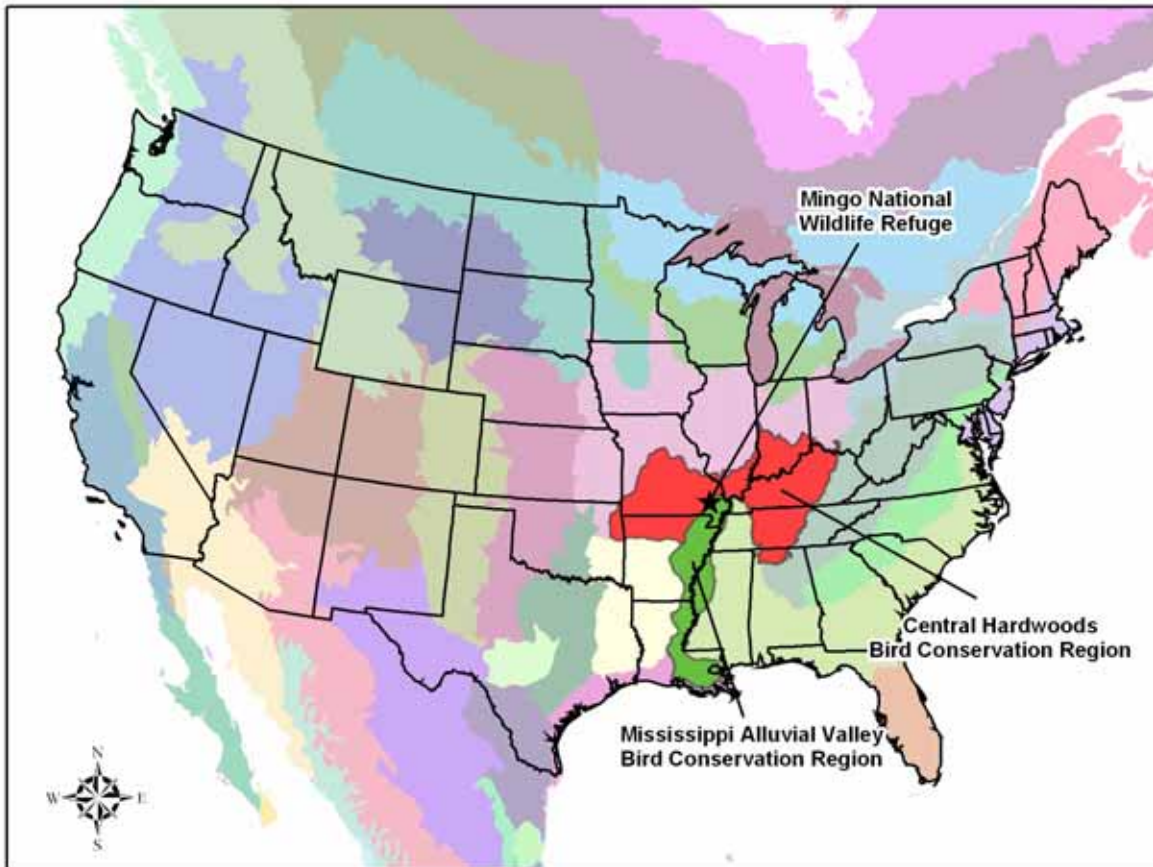 Mingo National
Wildlife Refuge
Central Hardwoods
Bird Conservation Region
Mississippi Alluvial Valley
Bird Conservation Region
N
W E
S